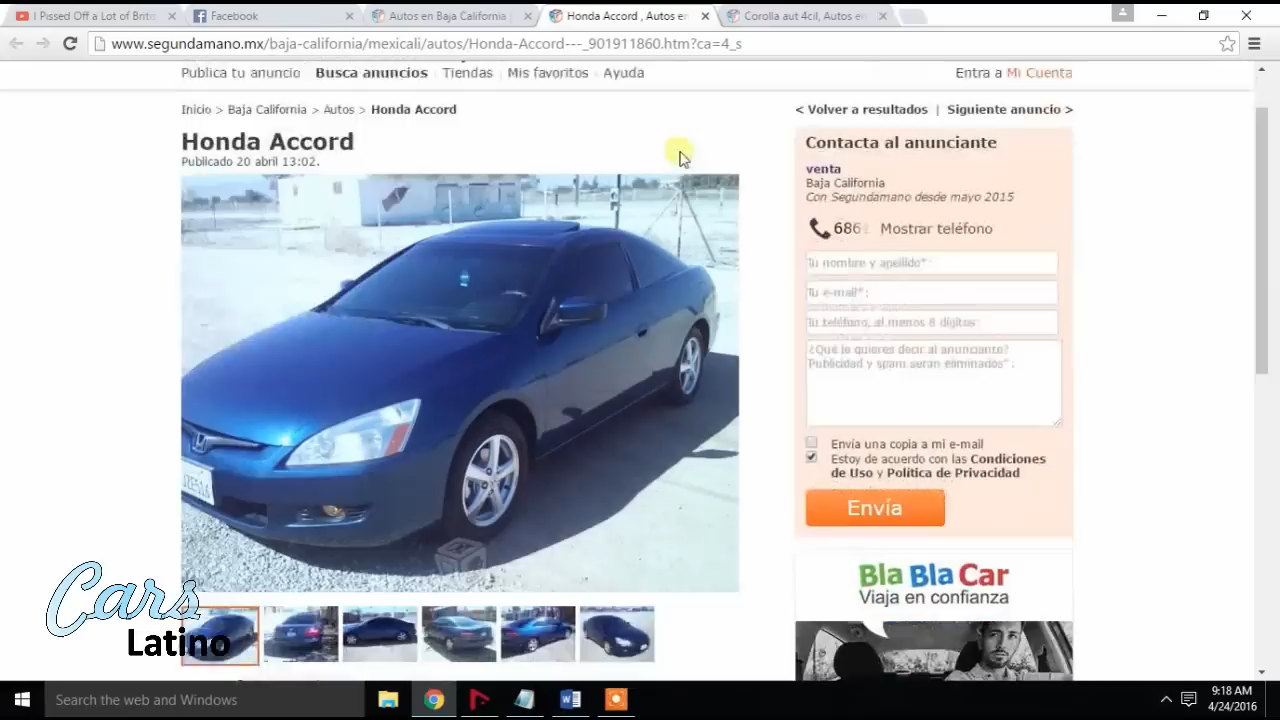 I Pissed Off a Lot of Brits
Facebook
Autos en Baja California
Honda Accord , Autos en
Corolla aut 4cil, Autos en
www.segundamano.mx/baja-california/mexicali/autos/Honda-Accord---_901911860.htm?ca=4_s
Publica tu anuncio Busca anuncios Tiendas Mis favoritos Ayuda Entra a Mi Cuenta
Inicio > Baja California > Autos > Honda Accord
< Volver a resultados | Siguiente anuncio >
Honda Accord
Publicado 20 abril 13:02.
Contacta al anunciante
venta
Baja California
Con Segundamano desde mayo 2015
686 Mostrar teléfono
Tu nombre y apellido*
Tu e-mail*:
Tu teléfono, al menos 8 dígitos
¿Qué le quieres decir al anunciante?
Publicidad y spam seran eliminados*:
Envía una copia a mi e-mail
Estoy de acuerdo con las Condiciones
de Uso y Política de Privacidad
Envía
Bla Bla Car
Viaja en confianza
Cars
Latino
Search the web and Windows
9:18 AM
4/24/2016